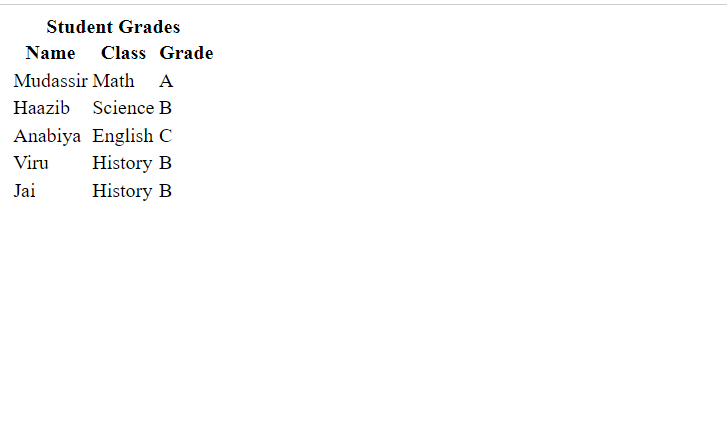 Student Grades
Name Class Grade
Mudassir Math A
Haazib Science B
Anabiya English C
Viru History B
Jai History B